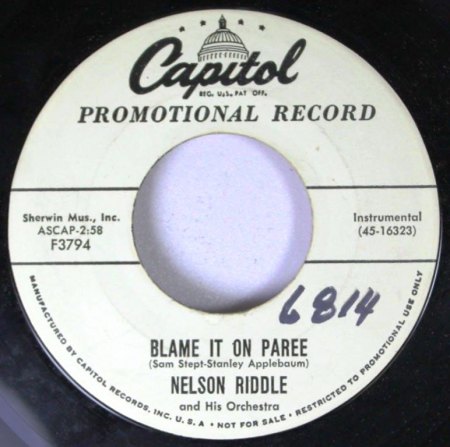 Capitol
REG. U.S. PAT. OFF.
PROMOTIONAL RECORD
Sherwin Mus., Inc.
ASCAP-2:58
F3794
Instrumental
(45-16323)
6814
BLAME IT ON PAREE
(Sam Stept-Stanley Applebaum)
NELSON RIDDLE
and His Orchestra
MANUFACTURED BY CAPITOL RECORDS, INC. U.S.A. • NOT FOR SALE • FOR PROMOTIONAL USE ONLY